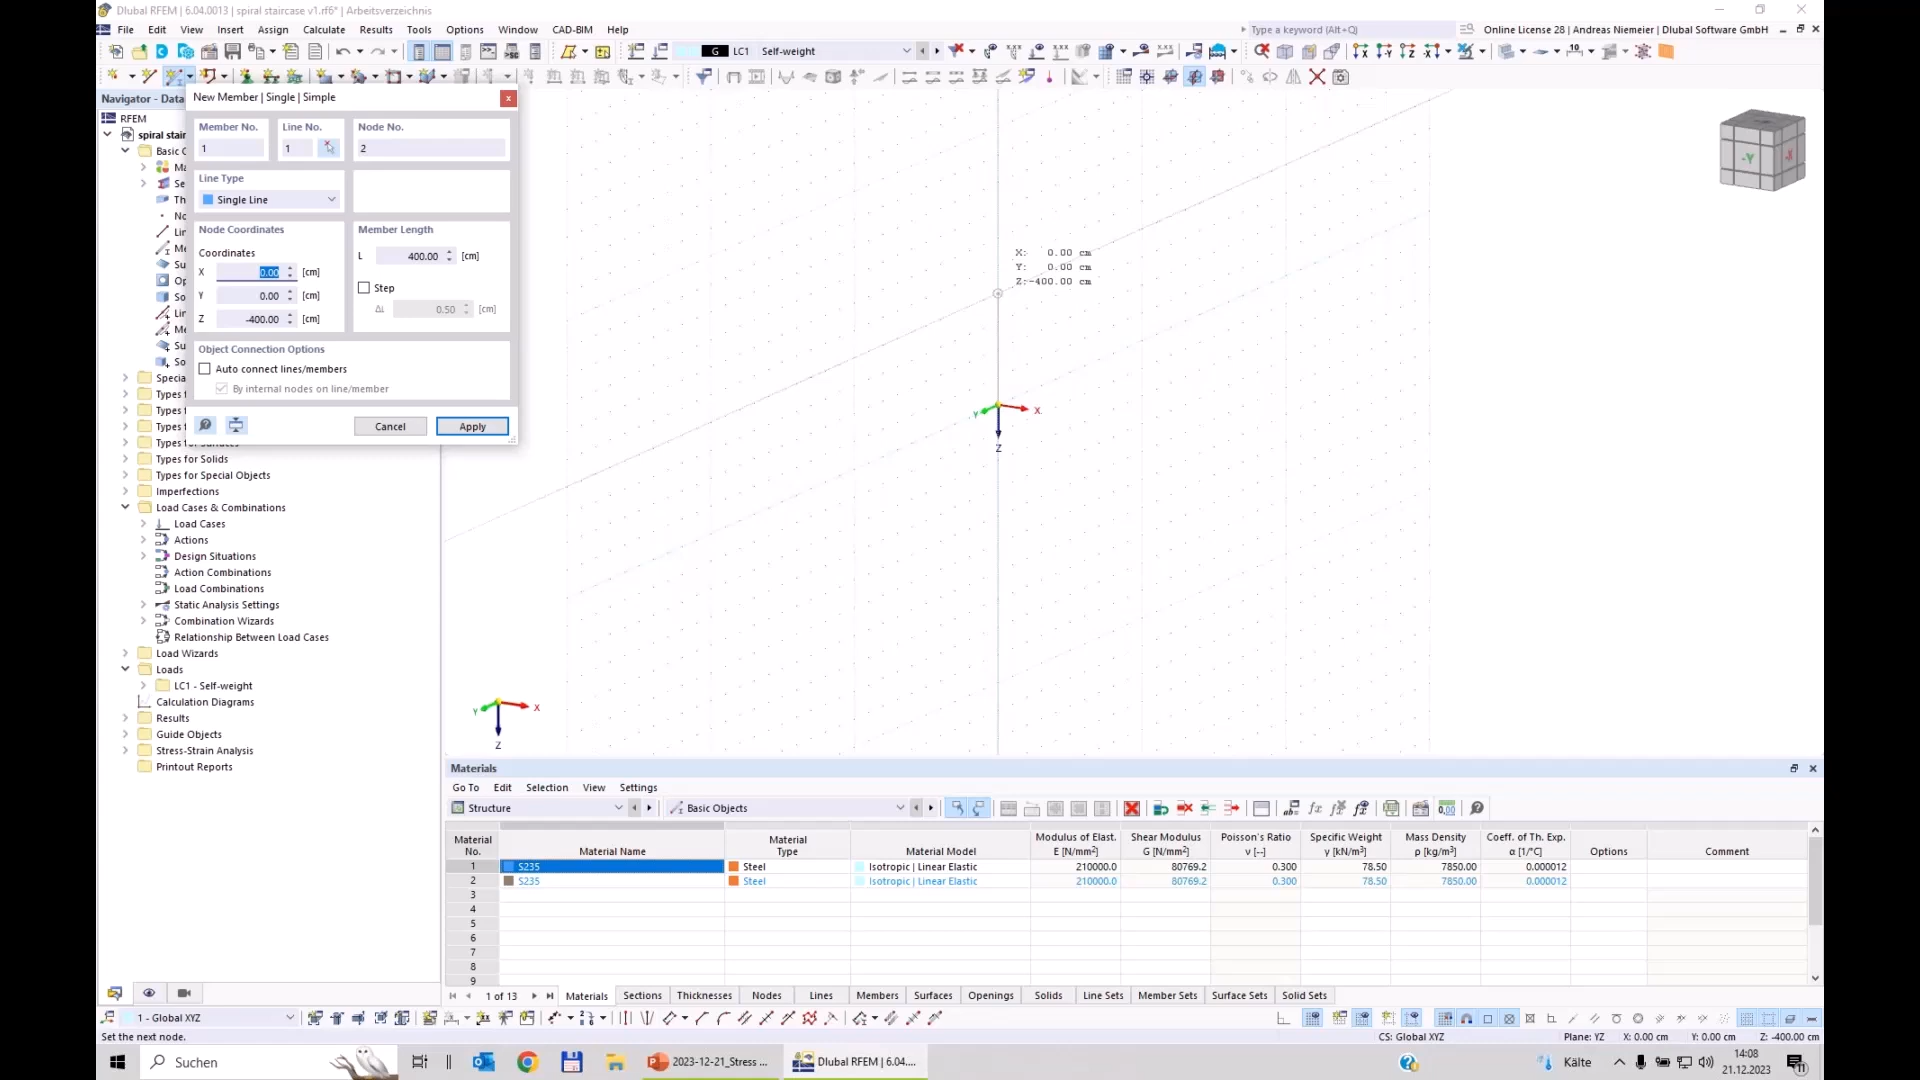 Dlubal RFEM | 6.04.0013 | spiral staircase v1.rf6* | Arbeitsverzeichnis
File Edit View Insert Assign Calculate Results Tools Options Window CAD-BIM Help
Type a keyword (Alt+Q)
Online License 28 | Andreas Niemeier | Dlubal Software GmbH
G LC1 Self-weight
Navigator - Data
New Member | Single | Simple
Member No.
Line No.
Node No.
1
1
2
Line Type
Single Line
Node Coordinates
Member Length
Coordinates
X 0.00 [cm]
Y 0.00 [cm]
Z -400.00 [cm]
L 400.00 [cm]
Step
0.50 [cm]
Object Connection Options
Auto connect lines/members
By internal nodes on line/member
Cancel
Apply
RFEM
spiral stair
Basic O
Types for Solids
Types for Special Objects
Imperfections
Load Cases & Combinations
Load Cases
Actions
Design Situations
Action Combinations
Load Combinations
Static Analysis Settings
Combination Wizards
Relationship Between Load Cases
Load Wizards
Loads
LC1 - Self-weight
Calculation Diagrams
Results
Guide Objects
Stress-Strain Analysis
Printout Reports
X: 0.00 cm
Y: 0.00 cm
Z:-400.00 cm
X
Y
Z
X
Y
Z
-Y
-X
Materials
Go To Edit Selection View Settings
Structure
Basic Objects
Material No. Material Name Material Type Material Model Modulus of Elast. E [N/mm²] Shear Modulus G [N/mm²] Poisson's Ratio ν [--] Specific Weight γ [kN/m³] Mass Density ρ [kg/m³] Coeff. of Th. Exp. α [1/°C] Options Comment
1 S235 Steel Isotropic | Linear Elastic 210000.0 80769.2 0.300 78.50 7850.00 0.000012
2 S235 Steel Isotropic | Linear Elastic 210000.0 80769.2 0.300 78.50 7850.00 0.000012
3
4
5
6
7
8
9
1 of 13 Materials Sections Thicknesses Nodes Lines Members Surfaces Openings Solids Line Sets Member Sets Surface Sets Solid Sets
1 - Global XYZ
Set the next node.
CS: Global XYZ
Plane: YZ
X: 0.00 cm
Y: 0.00 cm
Z: -400.00 cm
Suchen
2023-12-21_Stress ...
Dlubal RFEM | 6.04....
Kälte
14:08
21.12.2023